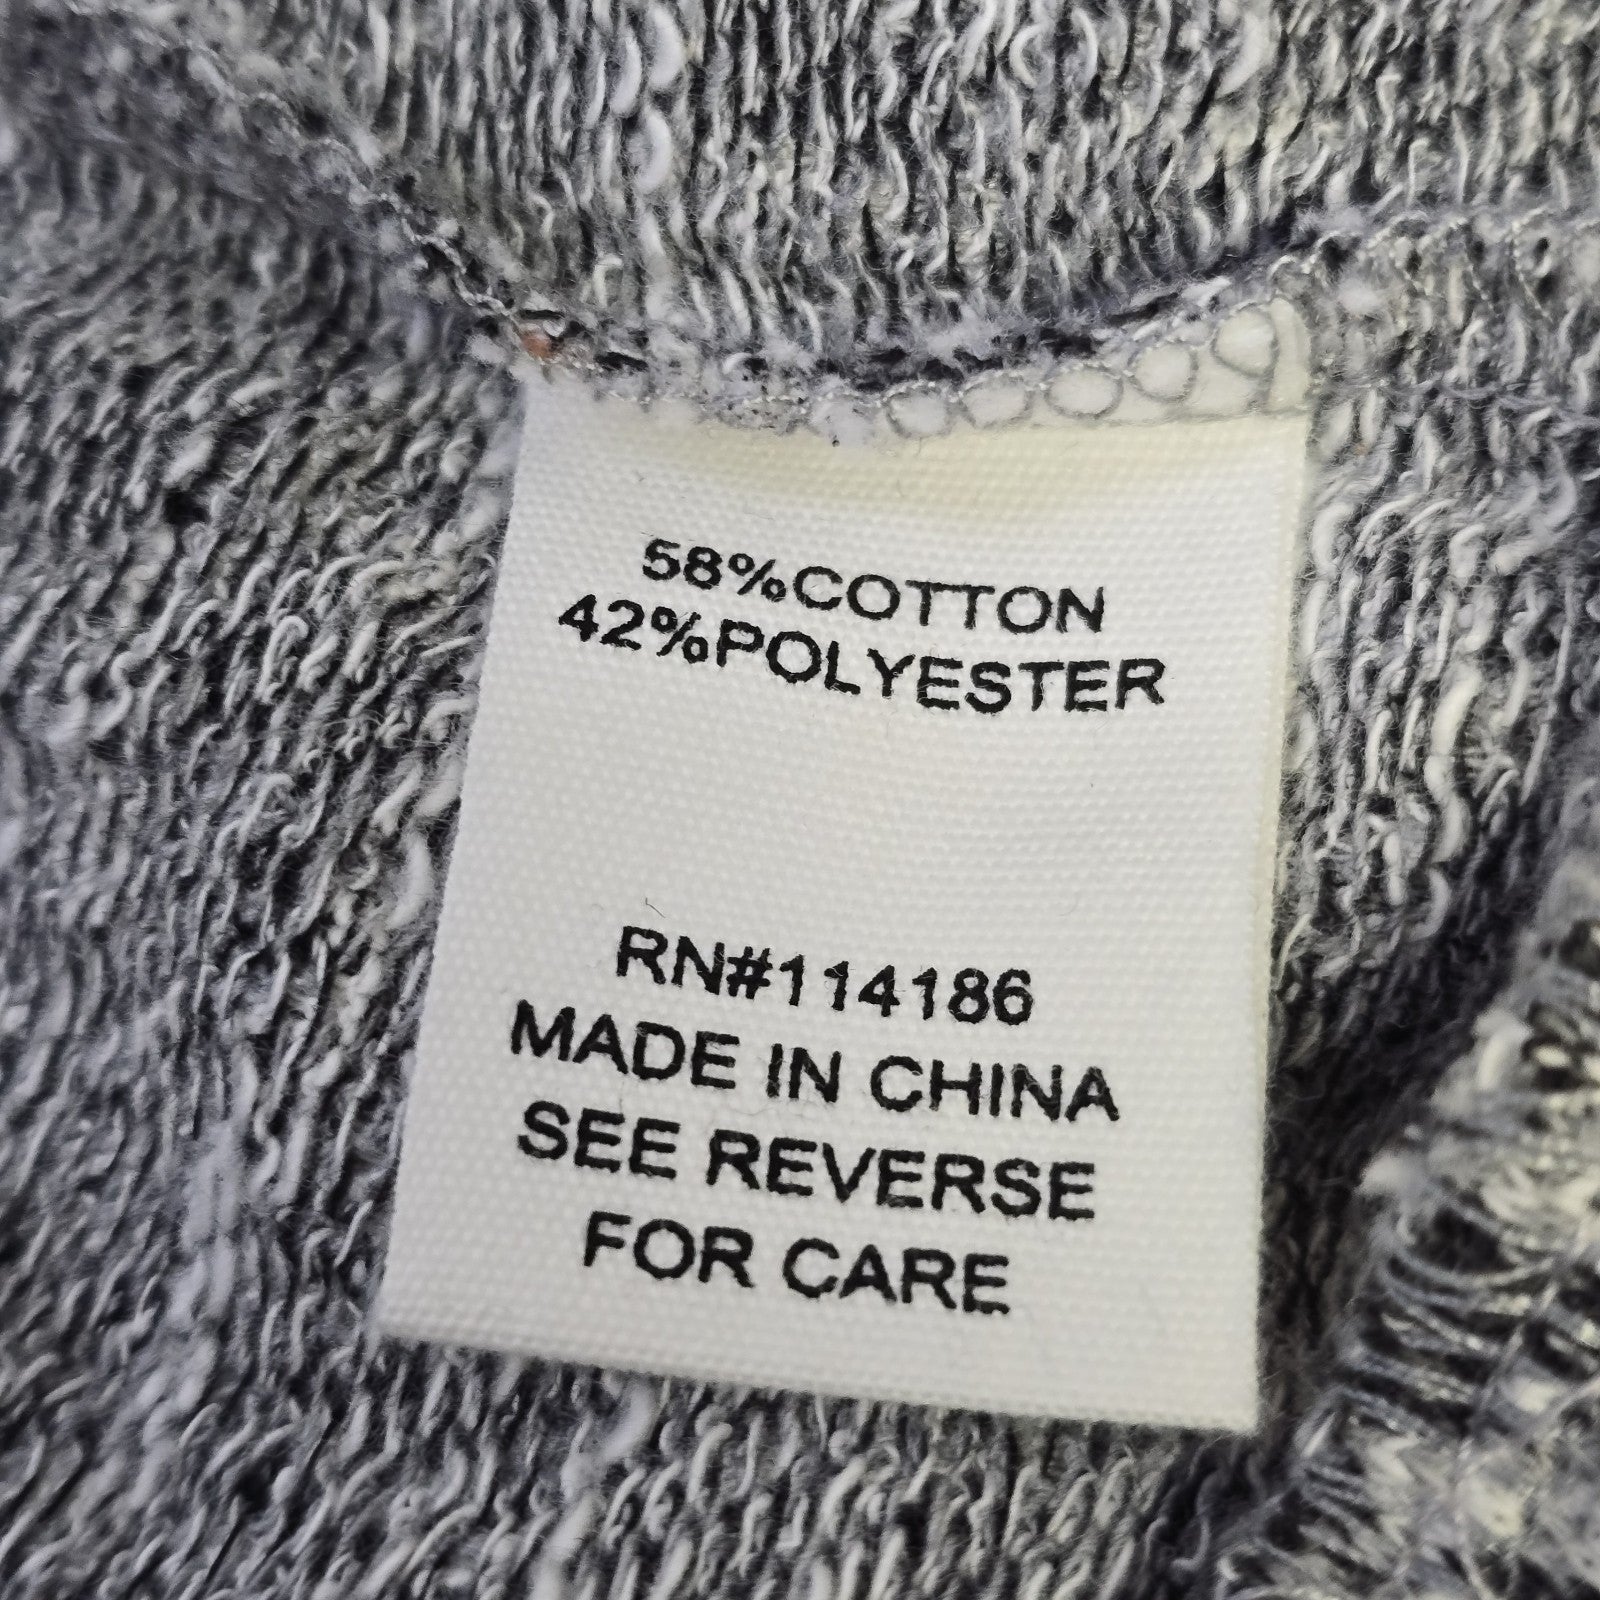 58%COTTON
42%POLYESTER
RN#114186
MADE IN CHINA
SEE REVERSE
FOR CARE